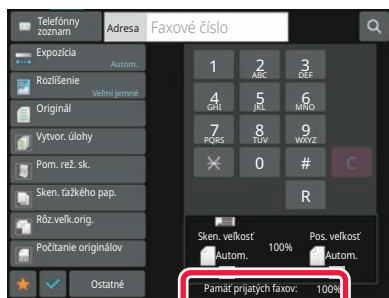 Telefónny
zoznam
Adresa
Faxové číslo
Expozícia
Autom.
Rozlíšenie
Veľmi jemné
Originál
Vytvor. úlohy
Pom. rež. sk.
Sken. ťažkého pap.
Rôz.veľk.orig.
Počítanie originálov
Ostatné
1 2 3
ABC DEF
4 5 6
GHI JKL MNO
7 8 9
PQRS TUV WXYZ
0 # C
R
Sken. veľkosť Pos. veľkosť
100%
Autom. Autom.
Pamäť prijatých faxov: 100%